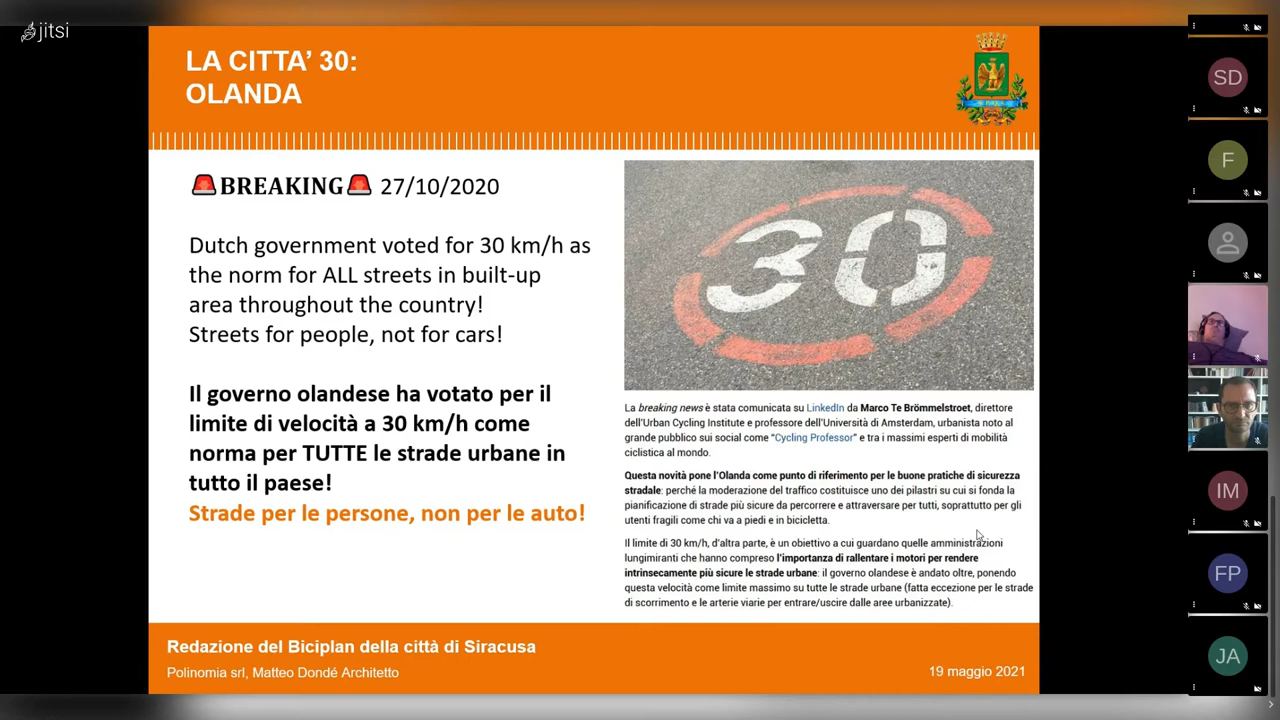 jitsi
LA CITTA' 30:
OLANDA
🚨BREAKING🚨 27/10/2020
Dutch government voted for 30 km/h as
the norm for ALL streets in built-up
area throughout the country!
Streets for people, not for cars!
Il governo olandese ha votato per il
limite di velocità a 30 km/h come
norma per TUTTE le strade urbane in
tutto il paese!
Strade per le persone, non per le auto!
30
La breaking news è stata comunicata su LinkedIn da Marco Te Brömmelstroet, direttore
dell'Urban Cycling Institute e professore dell'Università di Amsterdam, urbanista noto al
grande pubblico sui social come "Cycling Professor" e tra i massimi esperti di mobilità
ciclistica al mondo.
Questa novità pone l'Olanda come punto di riferimento per le buone pratiche di sicurezza
stradale: perché la moderazione del traffico costituisce uno dei pilastri su cui si fonda la
pianificazione di strade più sicure da percorrere e attraversare per tutti, soprattutto per gli
utenti fragili come chi va a piedi e in bicicletta.
Il limite di 30 km/h, d'altra parte, è un obiettivo a cui guardano quelle amministrazioni
lungimiranti che hanno compreso l'importanza di rallentare i motori per rendere
intrinsecamente più sicure le strade urbane: il governo olandese è andato oltre, ponendo
questa velocità come limite massimo su tutte le strade urbane (fatta eccezione per le strade
di scorrimento e le arterie viarie per entrare/uscire dalle aree urbanizzate).
Redazione del Biciplan della città di Siracusa
Polinomia srl, Matteo Dondé Architetto
19 maggio 2021
SD
F
IM
FP
JA